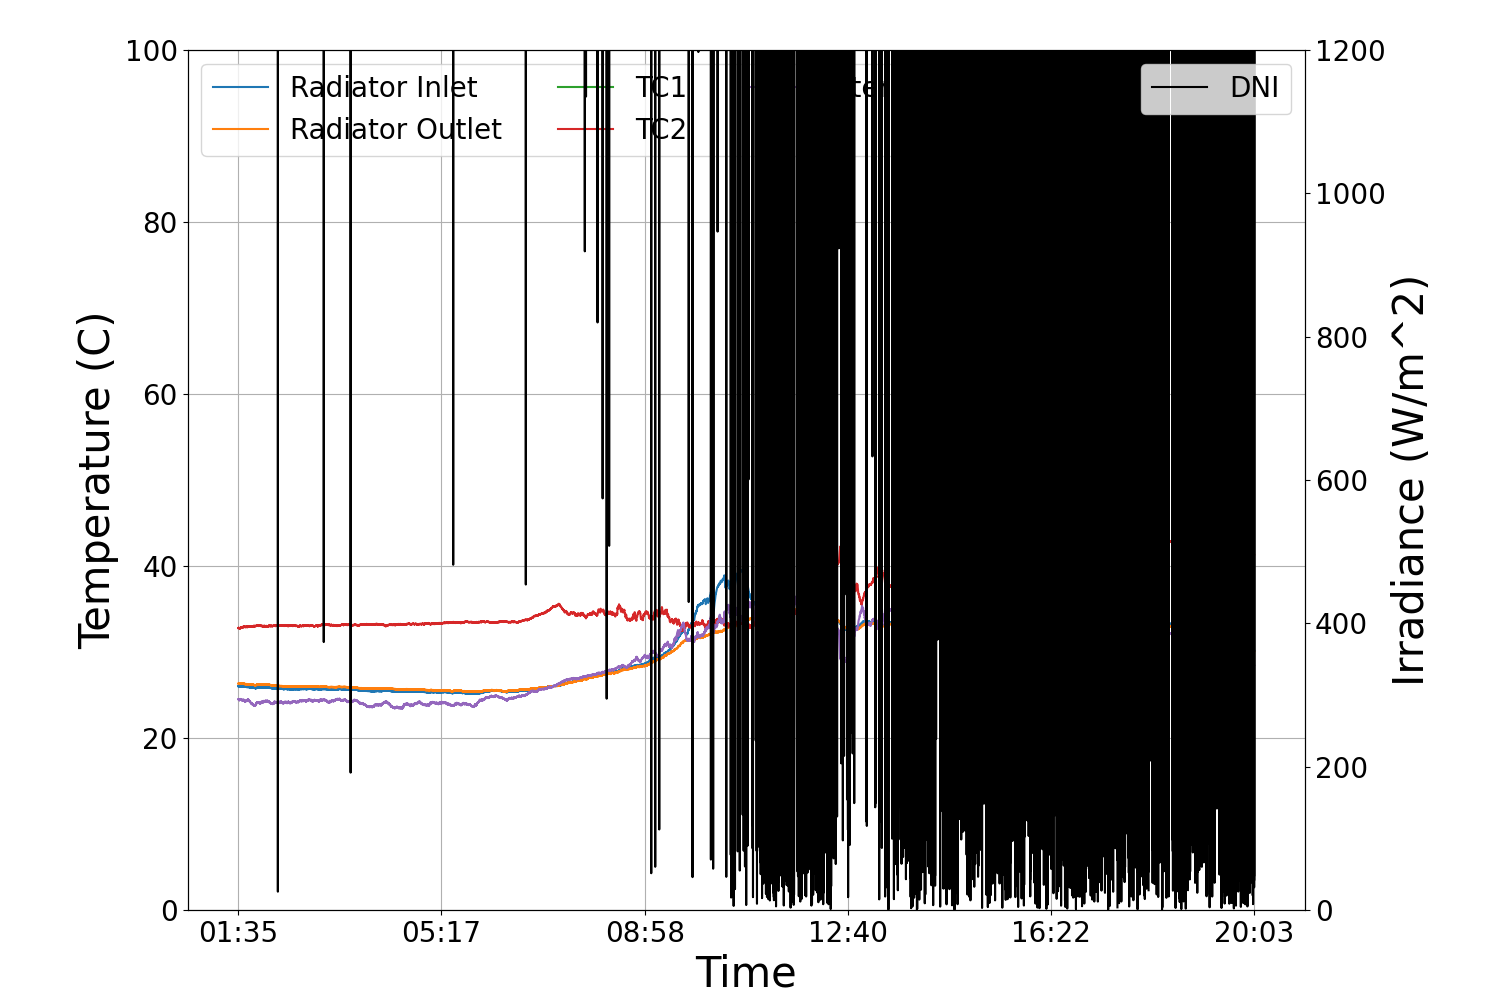 Radiator Inlet
Radiator Outlet
TC1
TC2
DNI
100
80
60
40
20
0
Temperature (C)
1200
1000
800
600
400
200
0
Irradiance (W/m^2)
01:35 05:17 08:58 12:40 16:22 20:03
Time